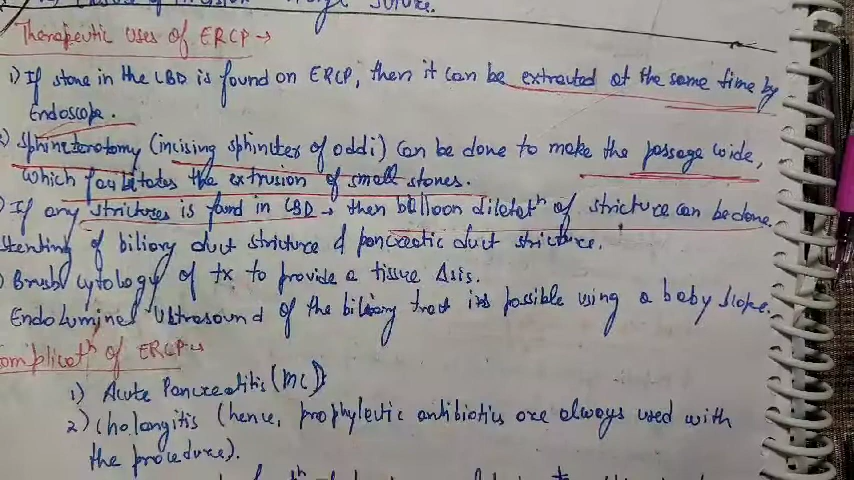 suture.
Therapeutic uses of ERCP→
1) If stone in the CBD is found on ERCP, then it can be extracted at the same time by
Endoscope.
Sphincterotomy (incising sphincter of oddi) can be done to make the passage wide,
which facilitates the extrusion of small stones.
) If any strictures is found in CBD → then balloon dilatatn of stricture can be done.
Stenting of biliary duct stricture & pancreatic duct stricture.
) Brush cytology of tx to provide a tissue Δsis.
Endoluminal ultrasound of the biliary tract is possible using a baby slope.
omplicatn of ERCP→
1) Acute Pancreatitis (MC)
2) Cholangitis (hence, prophylactic antibiotics are always used with
the procedure).